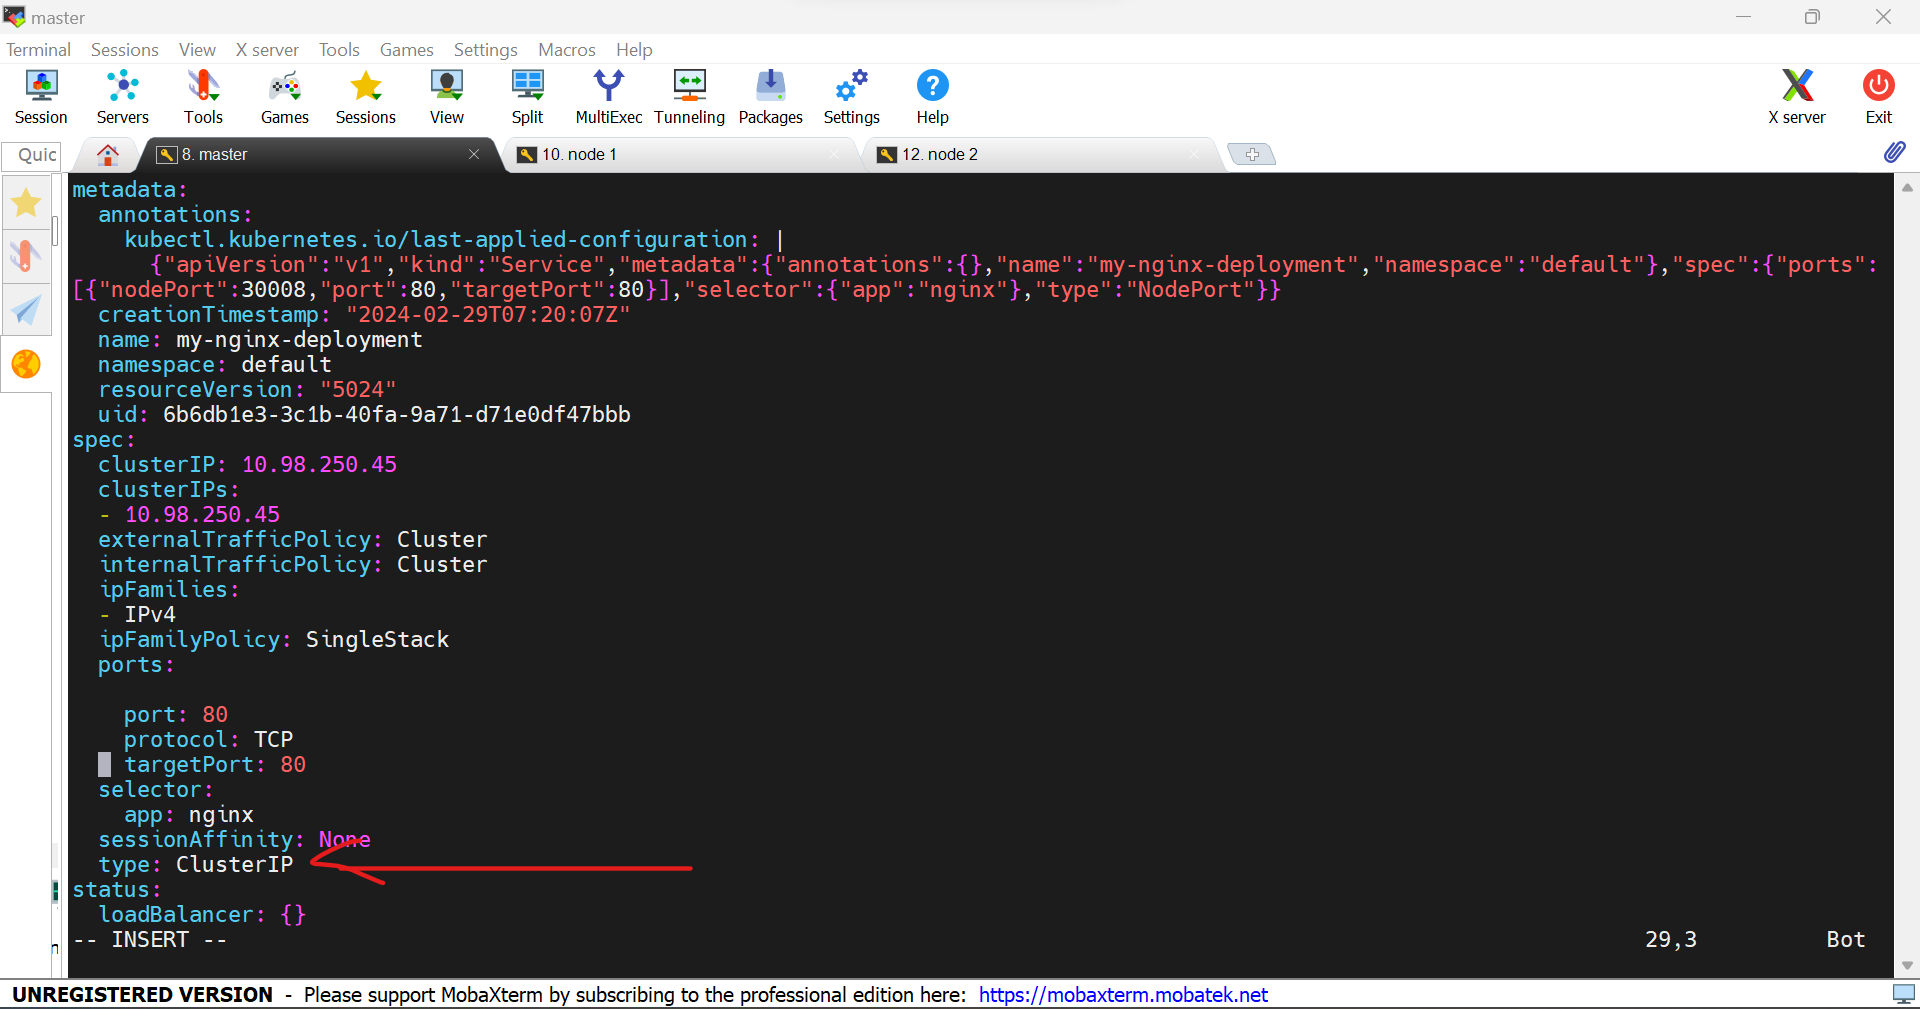 master
Terminal Sessions View X server Tools Games Settings Macros Help
Session Servers Tools Games Sessions View Split MultiExec Tunneling Packages Settings Help X server Exit
Quic 8. master 10. node 1 12. node 2
metadata:
  annotations:
    kubectl.kubernetes.io/last-applied-configuration: |
      {"apiVersion":"v1","kind":"Service","metadata":{"annotations":{},"name":"my-nginx-deployment","namespace":"default"},"spec":{"ports":
[{"nodePort":30008,"port":80,"targetPort":80}],"selector":{"app":"nginx"},"type":"NodePort"}}
  creationTimestamp: "2024-02-29T07:20:07Z"
  name: my-nginx-deployment
  namespace: default
  resourceVersion: "5024"
  uid: 6b6db1e3-3c1b-40fa-9a71-d71e0df47bbb
spec:
  clusterIP: 10.98.250.45
  clusterIPs:
  - 10.98.250.45
  externalTrafficPolicy: Cluster
  internalTrafficPolicy: Cluster
  ipFamilies:
  - IPv4
  ipFamilyPolicy: SingleStack
  ports:
    port: 80
    protocol: TCP
    targetPort: 80
  selector:
    app: nginx
  sessionAffinity: None
  type: ClusterIP
status:
  loadBalancer: {}
-- INSERT -- 29,3 Bot
UNREGISTERED VERSION - Please support MobaXterm by subscribing to the professional edition here: https://mobaxterm.mobatek.net